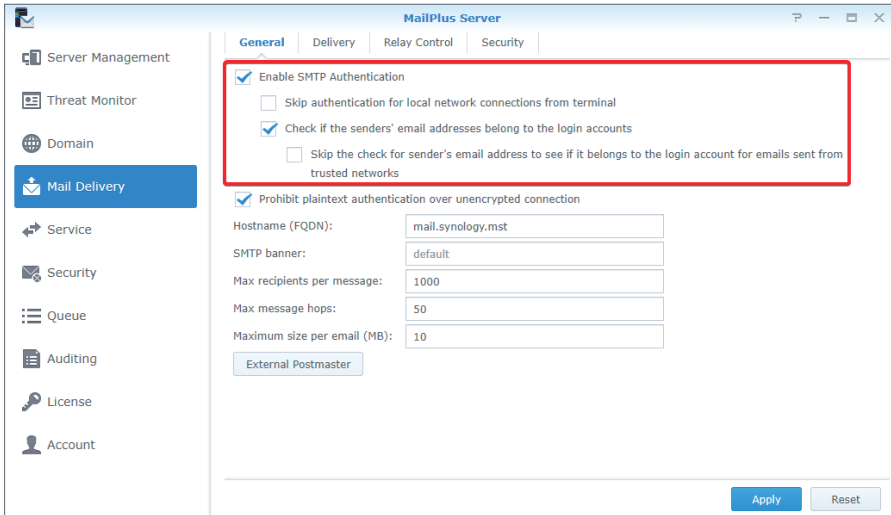 MailPlus Server
Server Management
Threat Monitor
Domain
Mail Delivery
Service
Security
Queue
Auditing
License
Account
General
Delivery
Relay Control
Security
Enable SMTP Authentication
Skip authentication for local network connections from terminal
Check if the senders' email addresses belong to the login accounts
Skip the check for sender's email address to see if it belongs to the login account for emails sent from
trusted networks
Prohibit plaintext authentication over unencrypted connection
Hostname (FQDN): mail.synology.mst
SMTP banner: default
Max recipients per message: 1000
Max message hops: 50
Maximum size per email (MB): 10
External Postmaster
Apply
Reset